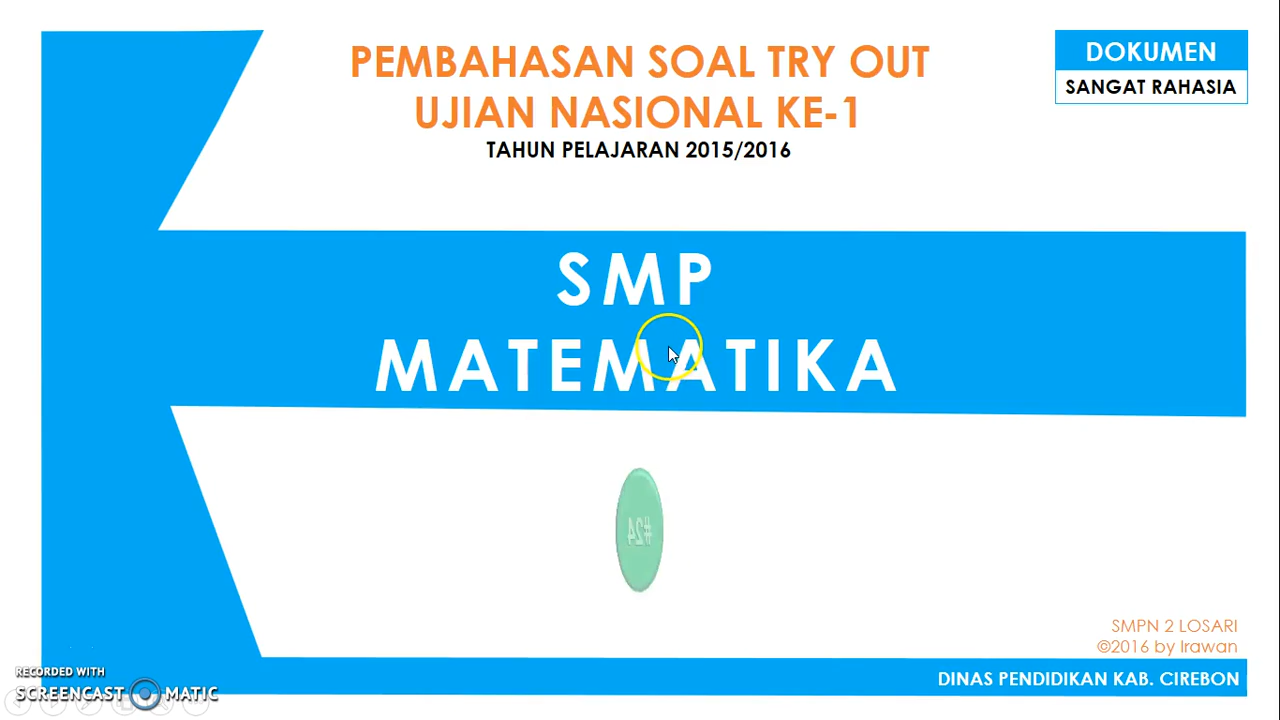 PEMBAHASAN SOAL TRY OUT
UJIAN NASIONAL KE-1
TAHUN PELAJARAN 2015/2016
DOKUMEN
SANGAT RAHASIA
SMP
MATEMATIKA
#24
SMPN 2 LOSARI
©2016 by Irawan
DINAS PENDIDIKAN KAB. CIREBON
RECORDED WITH
SCREENCAST MATIC